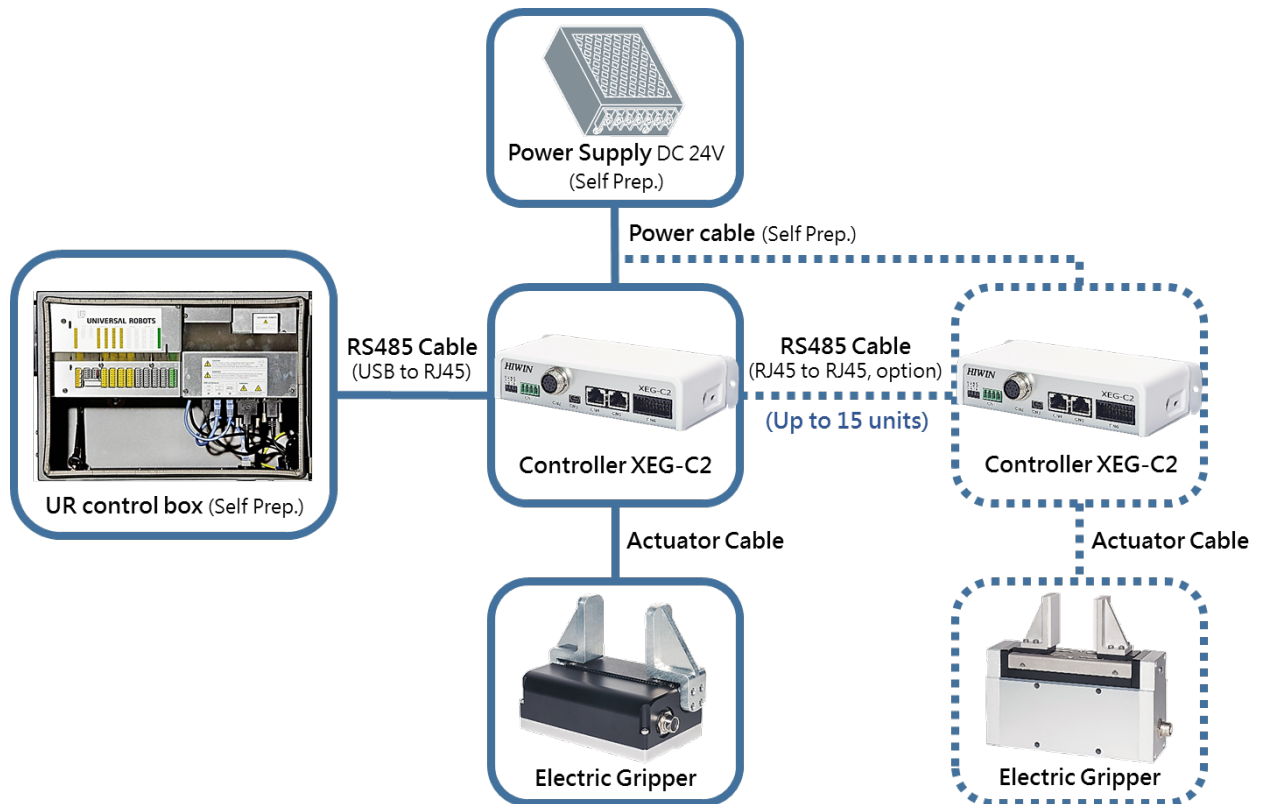 Power Supply DC 24V
(Self Prep.)
Power cable (Self Prep.)
UNIVERSAL ROBOTS
UR control box (Self Prep.)
RS485 Cable
(USB to RJ45)
HIWIN
XEG-C2
Controller XEG-C2
RS485 Cable
(RJ45 to RJ45, option)
(Up to 15 units)
HIWIN
XEG-C2
Controller XEG-C2
Actuator Cable
Actuator Cable
Electric Gripper
Electric Gripper